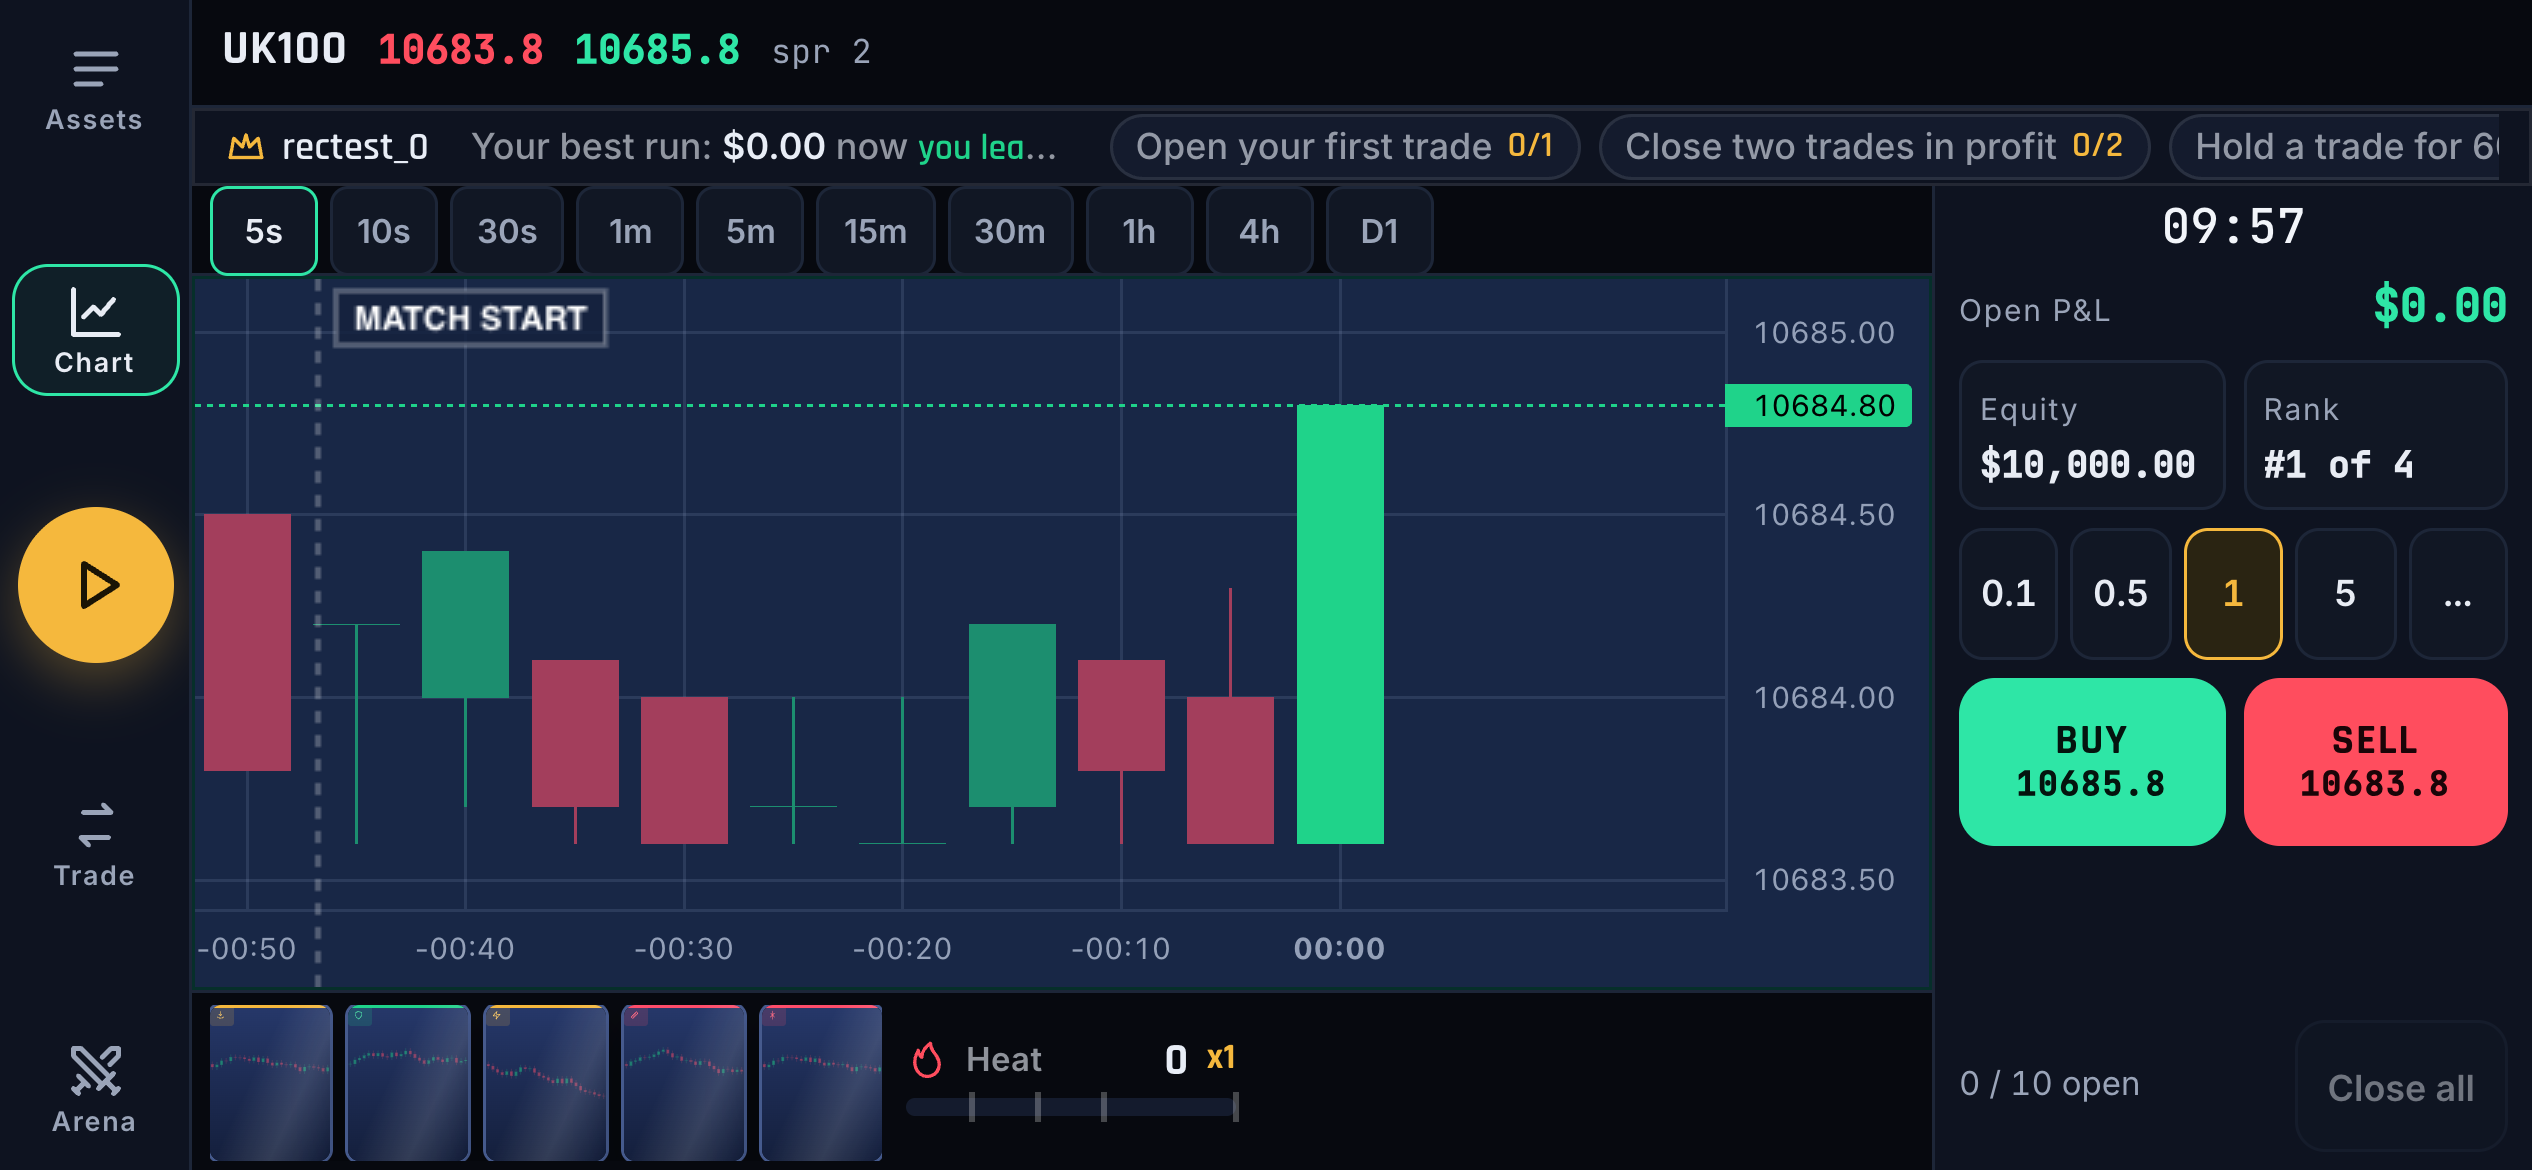 UK100 10683.8 10685.8 spr 2
Assets
rectest_0 Your best run: $0.00 now you lea... Open your first trade 0/1 Close two trades in profit 0/2 Hold a trade for 6
5s 10s 30s 1m 5m 15m 30m 1h 4h D1
09:57
MATCH START
Open P&L $0.00
10685.00
Chart
10684.80
Equity Rank
$10,000.00 #1 of 4
10684.50
0.1 0.5 1 5 ...
10684.00
BUY SELL
10685.8 10683.8
Trade
10683.50
-00:50 -00:40 -00:30 -00:20 -00:10 00:00
Heat 0 x1
0 / 10 open Close all
Arena